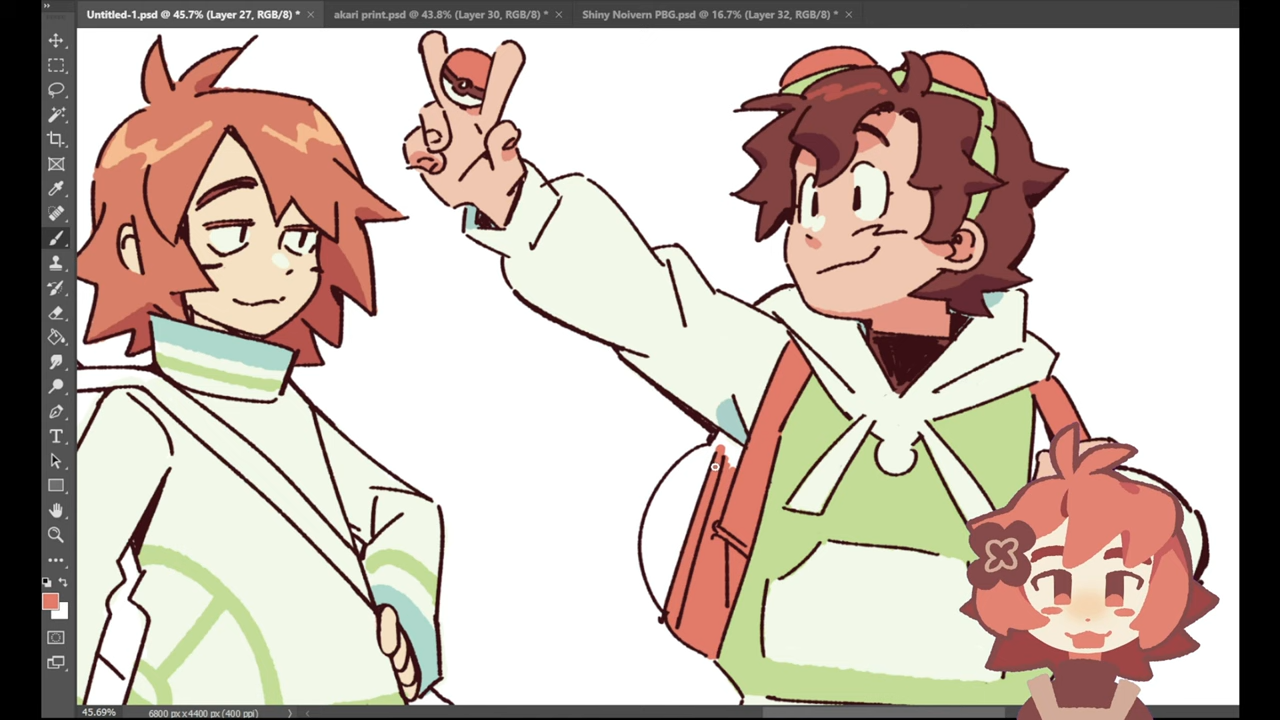 Untitled-1.psd @ 45.7% (Layer 27, RGB/8) *
akari print.psd @ 43.8% (Layer 30, RGB/8) *
Shiny Noivern PBG.psd @ 16.7% (Layer 32, RGB/8) *
45.69%
6800 px x 4400 px (400 ppi)